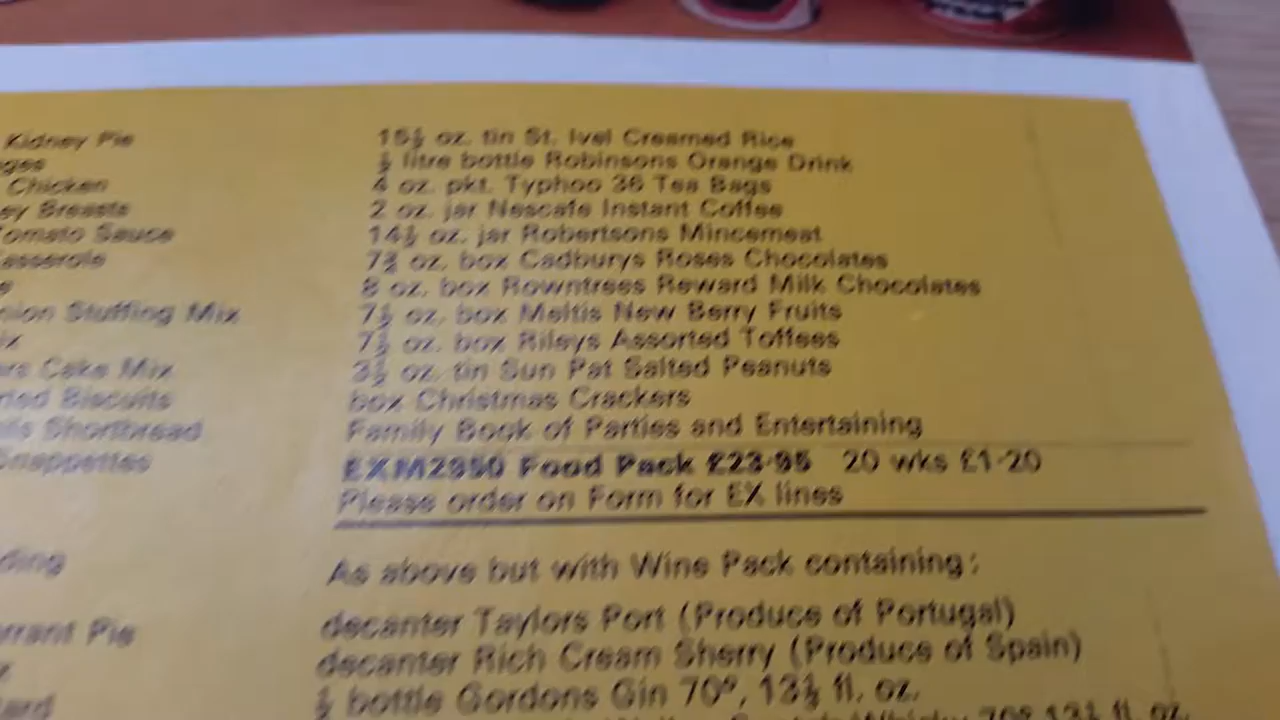 Kidney Pie
Chicken
Breasts
Tomato Sauce
Casserole
Stuffing Mix
Cake Mix
Biscuits
Shortbread
Snappettes
Pie
15½ oz. tin St. Ivel Creamed Rice
½ litre bottle Robinsons Orange Drink
4 oz. pkt. Typhoo 36 Tea Bags
2 oz. jar Nescafe Instant Coffee
14½ oz. jar Robertsons Mincemeat
oz. box Cadburys Roses Chocolates
8 oz. box Rowntrees Reward Milk Chocolates
7½ oz. box Meltis New Berry Fruits
7½ oz. box Rileys Assorted Toffees
3½ oz. tin Sun Pat Salted Peanuts
box Christmas Crackers
Family Book of Parties and Entertaining
EXM2950 Food Pack £23·95 20 wks £1·20
Please order on Form for EX lines
As above but with Wine Pack containing:
decanter Taylors Port (Produce of Portugal)
decanter Rich Cream Sherry (Produce of Spain)
½ bottle Gordons Gin 70°, 13⅓ fl. oz.